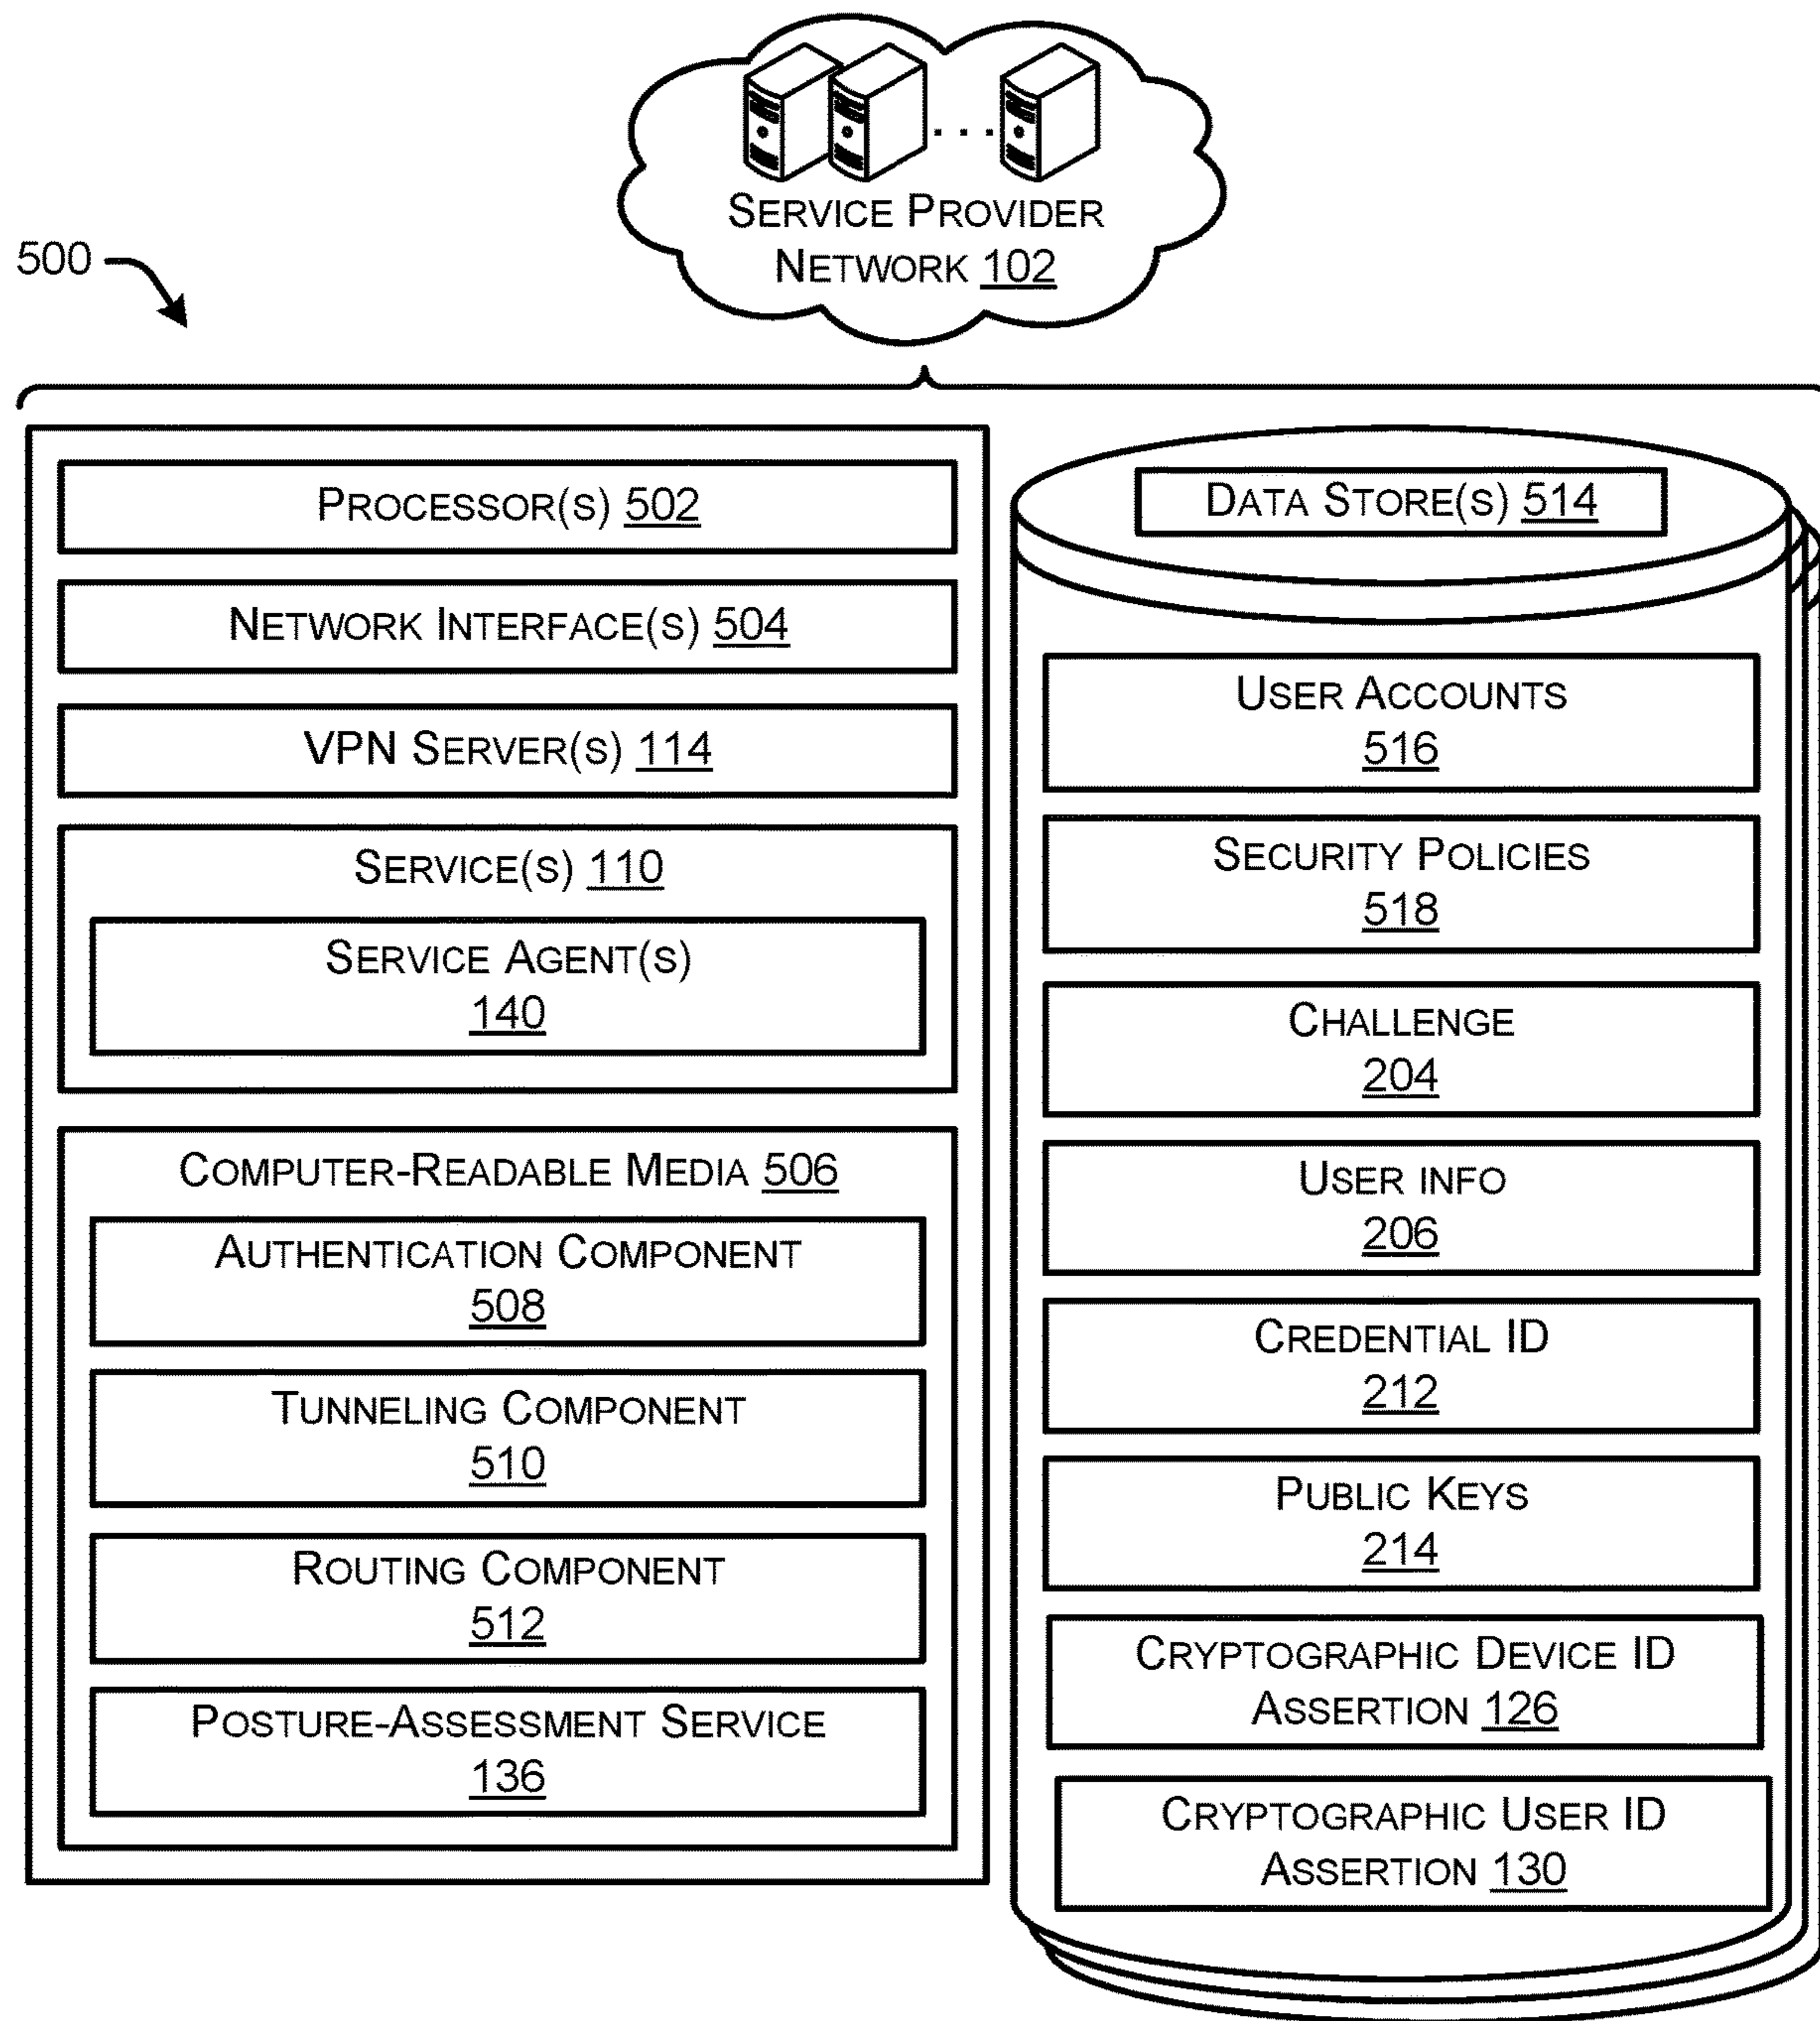 SERVICE PROVIDER
NETWORK 102
500
PROCESSOR(S) 502
NETWORK INTERFACE(S) 504
VPN SERVER(S) 114
SERVICE(S) 110
SERVICE AGENT(S)
140
COMPUTER-READABLE MEDIA 506
AUTHENTICATION COMPONENT
508
TUNNELING COMPONENT
510
ROUTING COMPONENT
512
POSTURE-ASSESSMENT SERVICE
136
DATA STORE(S) 514
USER ACCOUNTS
516
SECURITY POLICIES
518
CHALLENGE
204
USER INFO
206
CREDENTIAL ID
212
PUBLIC KEYS
214
CRYPTOGRAPHIC DEVICE ID
ASSERTION 126
CRYPTOGRAPHIC USER ID
ASSERTION 130